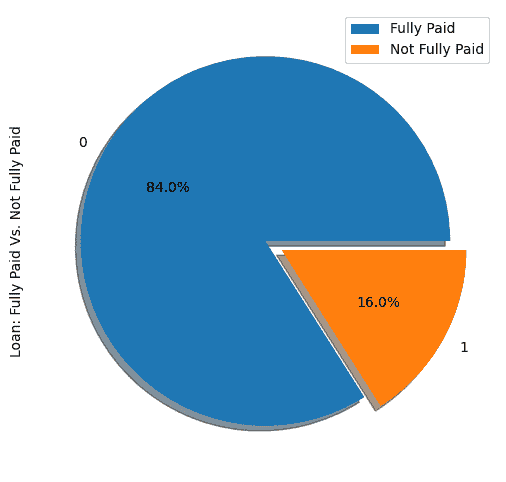 Fully Paid
Not Fully Paid
0
84.0%
Loan: Fully Paid Vs. Not Fully Paid
16.0%
1